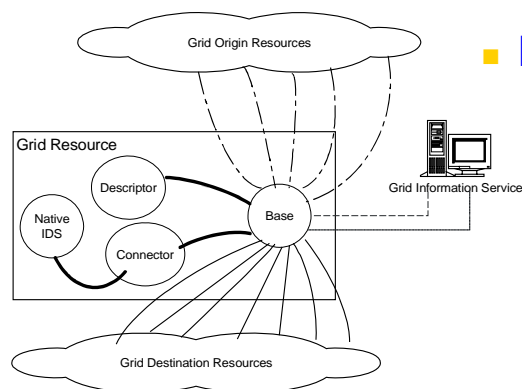 Grid Origin Resources
Grid Resource
Descriptor
Native
IDS
Connector
Base
Grid Information Service
Grid Destination Resources